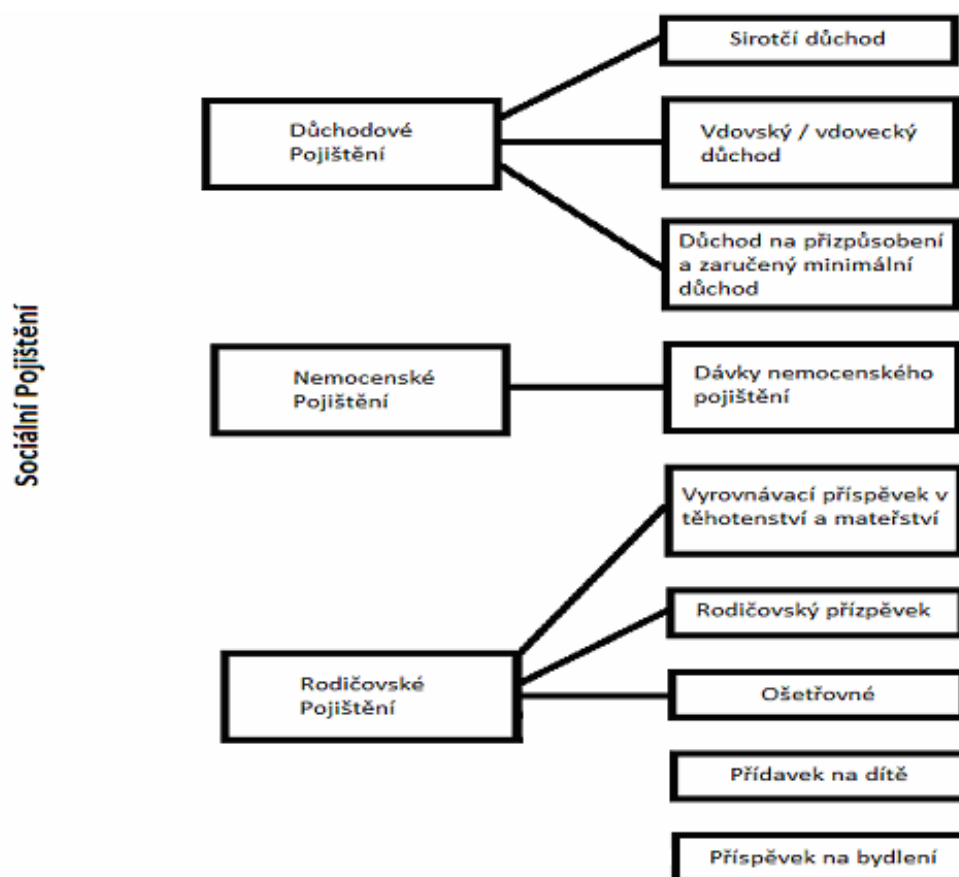 Sociální Pojištění
Důchodové
Pojištění
Sirotčí důchod
Vdovský / vdovecký
důchod
Důchod na přizpůsobení
a zaručený minimální
důchod
Nemocenské
Pojištění
Dávky nemocenského
pojištění
Rodičovské
Pojištění
Vyrovnávací příspěvek v
těhotenství a mateřství
Rodičovský přízpěvek
Ošetřovné
Přídavek na dítě
Příspěvek na bydlení